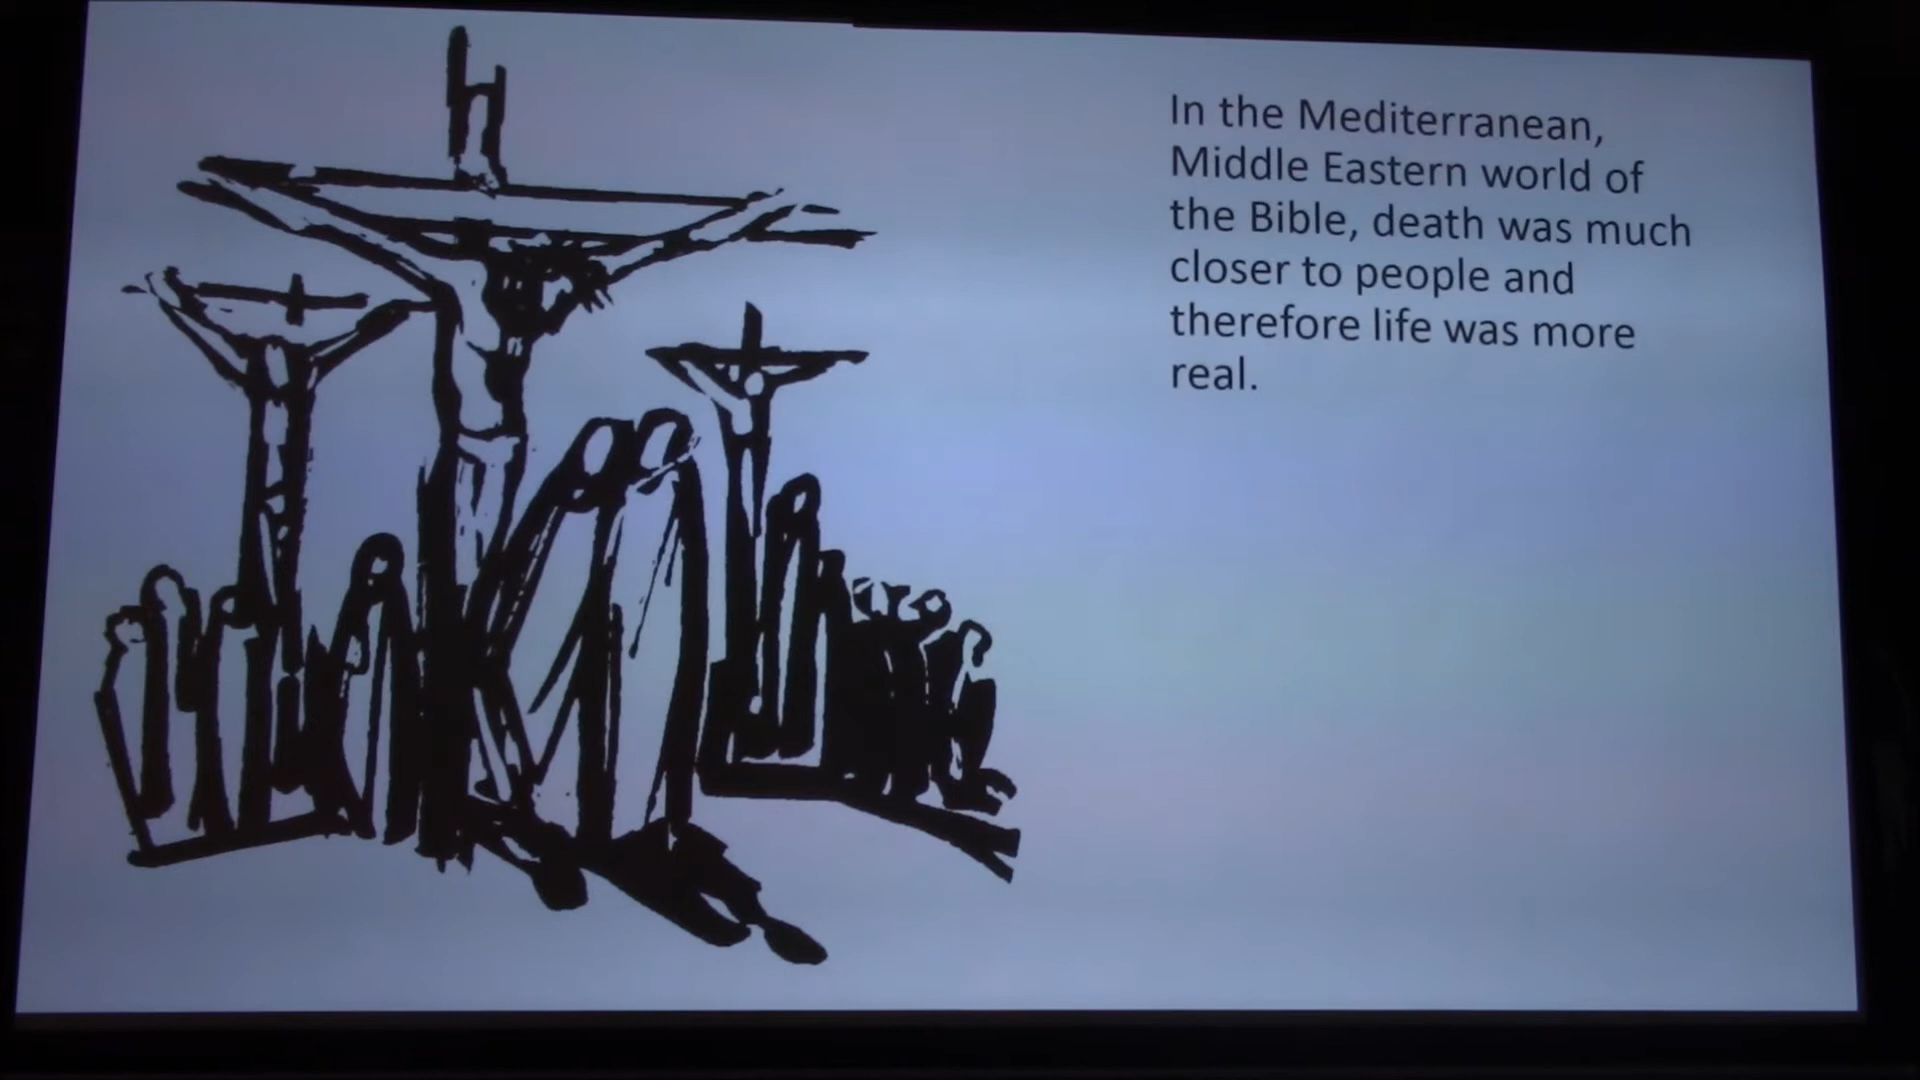 In the Mediterranean,
Middle Eastern world of
the Bible, death was much
closer to people and
therefore life was more
real.